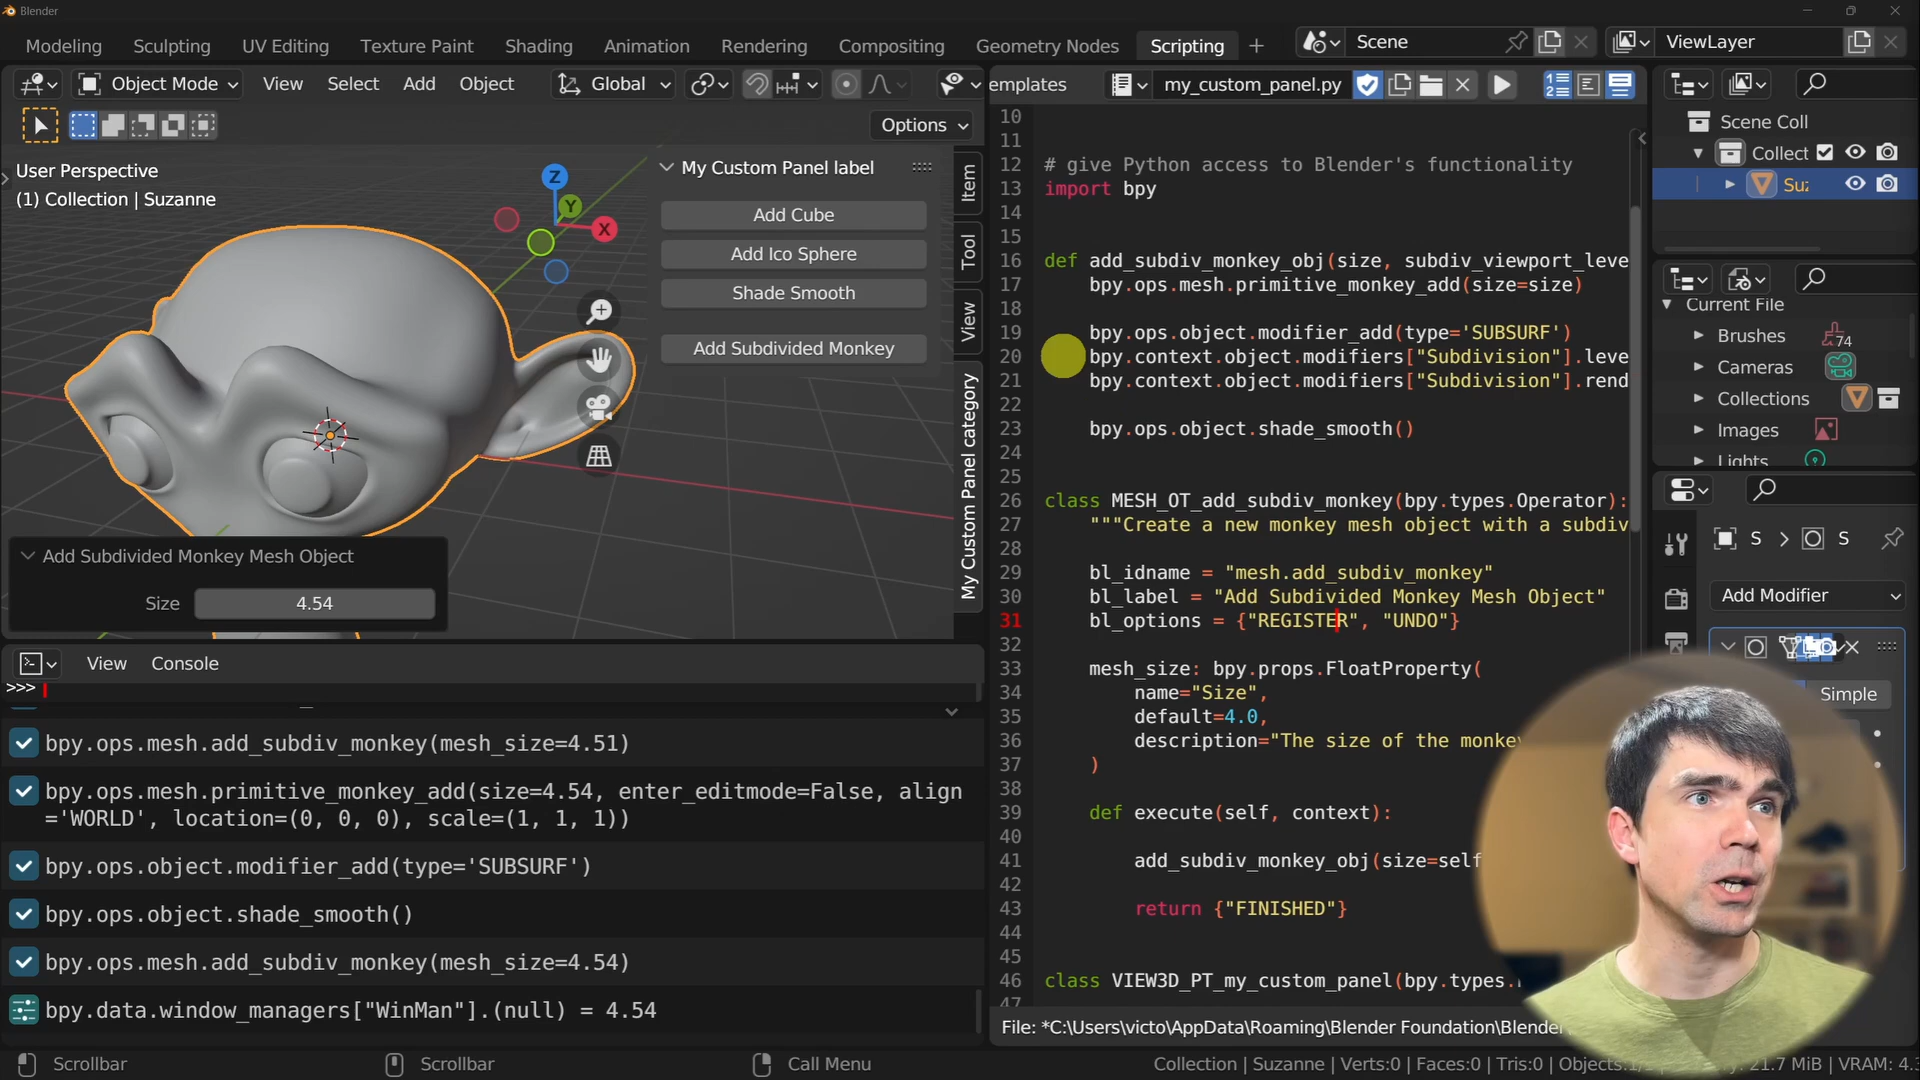 Blender
Modeling Sculpting UV Editing Texture Paint Shading Animation Rendering Compositing Geometry Nodes Scripting + Scene ViewLayer
Object Mode View Select Add Object Global
emplates my_custom_panel.py
Options
User Perspective
(1) Collection | Suzanne
Z
Y
X
My Custom Panel label
Add Cube
Add Ico Sphere
Shade Smooth
Add Subdivided Monkey
Item
Tool
View
My Custom Panel category
Add Subdivided Monkey Mesh Object
Size 4.54
View Console
>>>
bpy.ops.mesh.add_subdiv_monkey(mesh_size=4.51)
bpy.ops.mesh.primitive_monkey_add(size=4.54, enter_editmode=False, align
='WORLD', location=(0, 0, 0), scale=(1, 1, 1))
bpy.ops.object.modifier_add(type='SUBSURF')
bpy.ops.object.shade_smooth()
bpy.ops.mesh.add_subdiv_monkey(mesh_size=4.54)
bpy.data.window_managers["WinMan"].(null) = 4.54
10
11
12 # give Python access to Blender's functionality
13 import bpy
14
15
16 def add_subdiv_monkey_obj(size, subdiv_viewport_leve
17 bpy.ops.mesh.primitive_monkey_add(size=size)
18
19 bpy.ops.object.modifier_add(type='SUBSURF')
20 bpy.context.object.modifiers["Subdivision"].leve
21 bpy.context.object.modifiers["Subdivision"].rend
22
23 bpy.ops.object.shade_smooth()
24
25
26 class MESH_OT_add_subdiv_monkey(bpy.types.Operator):
27 """Create a new monkey mesh object with a subdiv
28
29 bl_idname = "mesh.add_subdiv_monkey"
30 bl_label = "Add Subdivided Monkey Mesh Object"
31 bl_options = {"REGISTER", "UNDO"}
32
33 mesh_size: bpy.props.FloatProperty(
34 name="Size",
35 default=4.0,
36 description="The size of the monkey
37 )
38
39 def execute(self, context):
40
41 add_subdiv_monkey_obj(size=self
42
43 return {"FINISHED"}
44
45
46 class VIEW3D_PT_my_custom_panel(bpy.types.
47
File: *C:\Users\victo\AppData\Roaming\Blender Foundation\Blender
Scene Coll
Collect
Suz
Current File
Brushes 74
Cameras
Collections
Images
Lights
S > S
Add Modifier
Simple
Scrollbar Scrollbar Call Menu Collection | Suzanne | Verts:0 | Faces:0 | Tris:0 | Objects:1/1 21.7 MiB | VRAM: 4.3